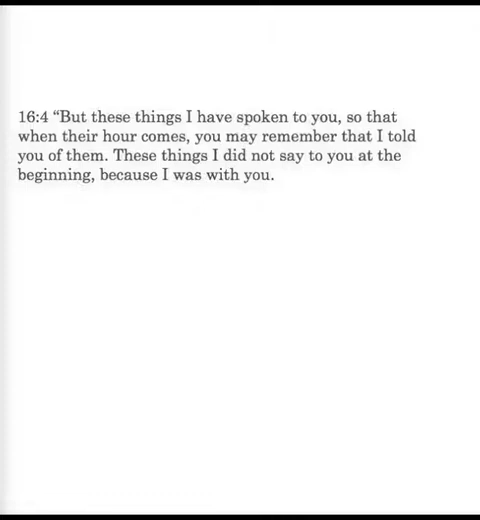 16:4 “But these things I have spoken to you, so that
when their hour comes, you may remember that I told
you of them. These things I did not say to you at the
beginning, because I was with you.